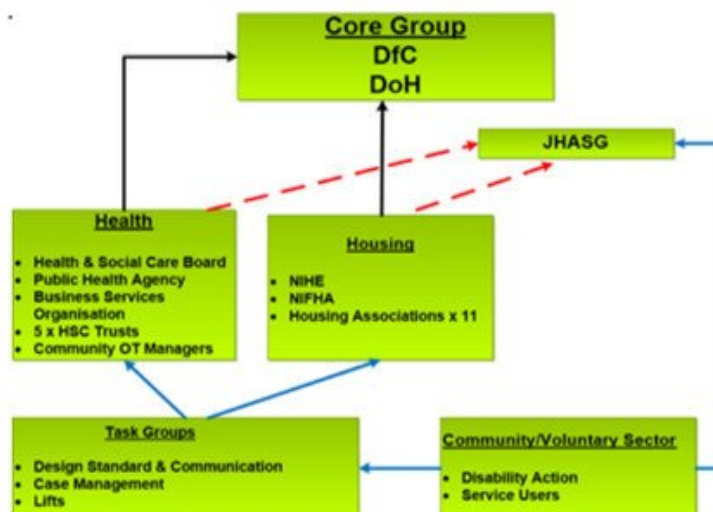 Core Group
DfC
DoH
JHASG
Health
• Health & Social Care Board
• Public Health Agency
• Business Services
Organisation
• 5 x HSC Trusts
• Community OT Managers
Housing
• NIHE
• NIFHA
• Housing Associations x 11
Task Groups
• Design Standard & Communication
• Case Management
• Lifts
Community/Voluntary Sector
• Disability Action
• Service Users